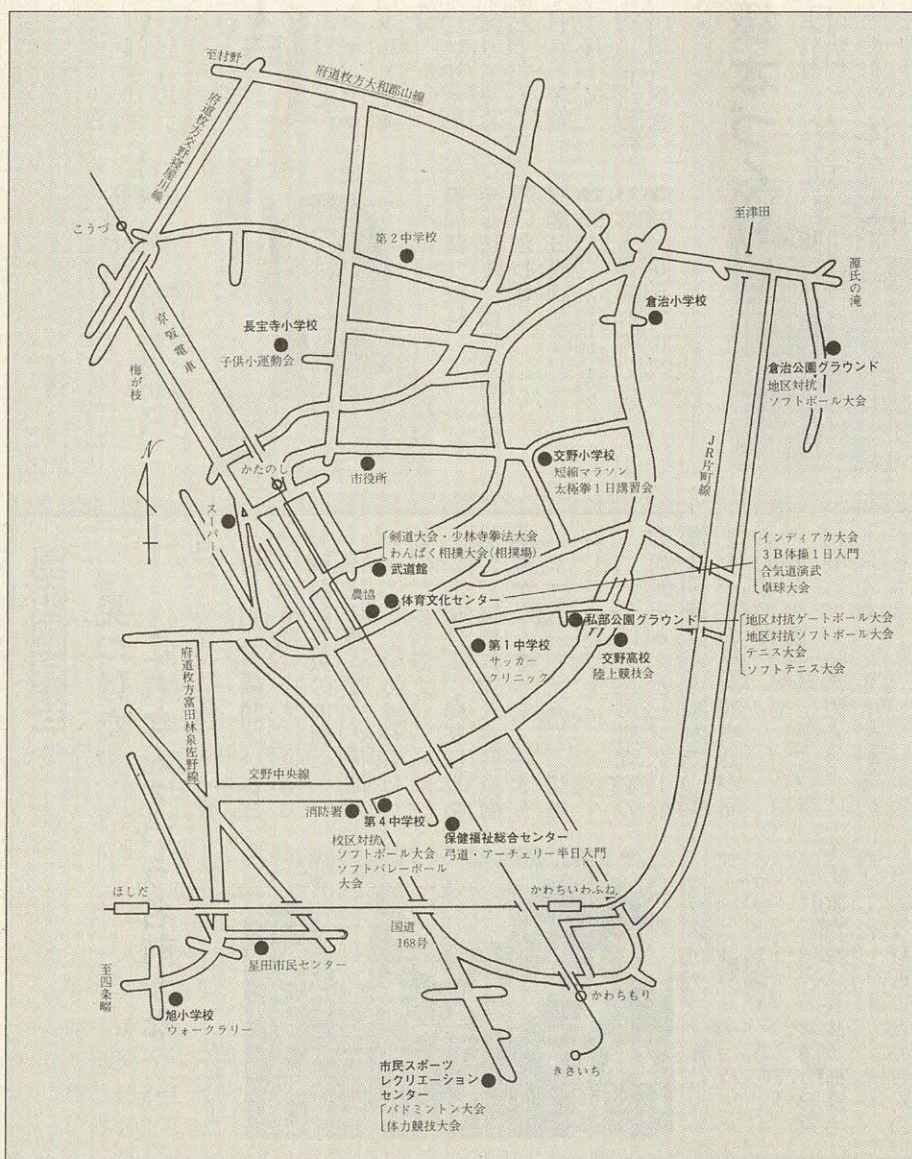 至村野
府道枚方大和郡山線
府道枚方交野寝屋川線
こうづ
第2中学校
至津田
源氏の滝
倉治小学校
長宝寺小学校
子供小運動会
京阪電車
梅が枝
倉治公園グラウンド
地区対抗
ソフトボール大会
JR片町線
N
かたのし
市役所
交野小学校
短縮マラソン
太極拳1日講習会
スーパー
剣道大会・少林寺拳法大会
わんぱく相撲大会(相撲場)
武道館
インディアカ大会
3B体操1日入門
合気道演武
卓球大会
農協
体育文化センター
私部公園グラウンド
地区対抗ゲートボール大会
地区対抗ソフトボール大会
テニス大会
ソフトテニス大会
第1中学校
サッカー
クリニック
交野高校
陸上競技会
府道枚方富田林泉佐野線
交野中央線
消防署
第4中学校
校区対抗
ソフトボール大会
ソフトバレーボール
大会
保健福祉総合センター
弓道・アーチェリー半日入門
ほしだ
かわちいわふね
国道
168号
星田市民センター
至四条畷
旭小学校
ウォークラリー
かわちもり
きさいち
市民スポーツ
レクリエーション
センター
バドミントン大会
体力競技大会